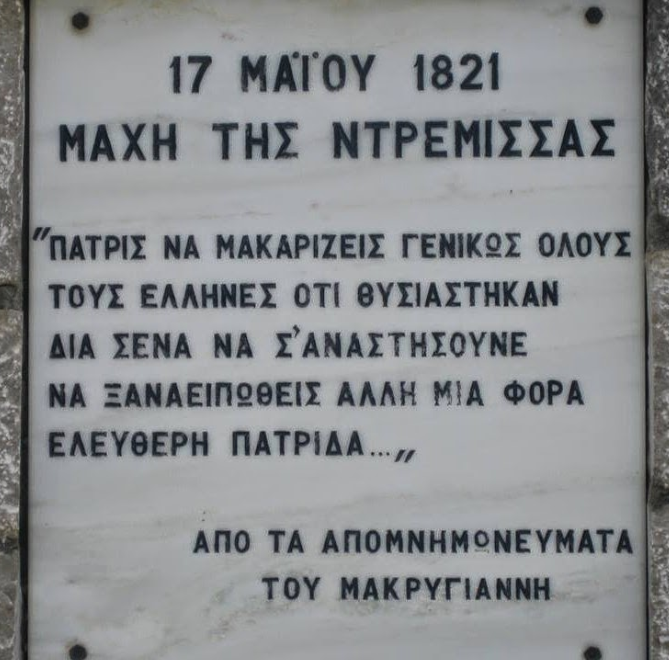 17 ΜΑΪΟΥ 1821
ΜΑΧΗ ΤΗΣ ΝΤΡΕΜΙΣΣΑΣ
"ΠΑΤΡΙΣ ΝΑ ΜΑΚΑΡΙΖΕΙΣ ΓΕΝΙΚΩΣ ΟΛΟΥΣ
ΤΟΥΣ ΕΛΛΗΝΕΣ ΟΤΙ ΘΥΣΙΑΣΤΗΚΑΝ
ΔΙΑ ΣΕΝΑ ΝΑ Σ'ΑΝΑΣΤΗΣΟΥΝΕ
ΝΑ ΞΑΝΑΕΙΠΩΘΕΙΣ ΑΛΛΗ ΜΙΑ ΦΟΡΑ
ΕΛΕΥΘΕΡΗ ΠΑΤΡΙΔΑ...„
ΑΠΟ ΤΑ ΑΠΟΜΝΗΜΩΝΕΥΜΑΤΑ
ΤΟΥ ΜΑΚΡΥΓΙΑΝΝΗ